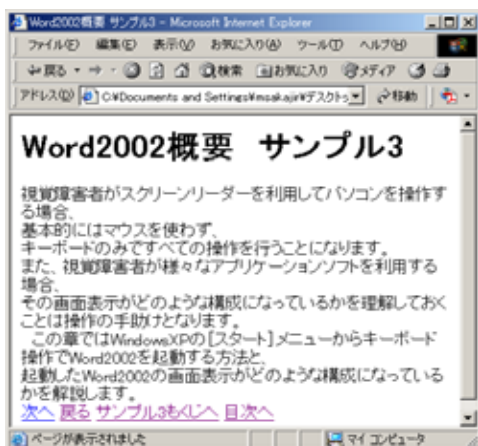 Word2002概要 サンプル3 - Microsoft Internet Explorer
ファイル(F) 編集(E) 表示(V) お気に入り(A) ツール(T) ヘルプ(H)
戻る 検索 お気に入り メディア
アドレス(D) C:¥Documents and Settings¥msakajir¥デスクトッ 移動
Word2002概要 サンプル3
視覚障害者がスクリーンリーダーを利用してパソコンを操作す
る場合、
基本的にはマウスを使わず、
キーボードのみですべての操作を行うことになります。
また、視覚障害者が様々なアプリケーションソフトを利用する
場合、
その画面表示がどのような構成になっているかを理解しておく
ことは操作の手助けとなります。
この章ではWindowsXPの[スタート]メニューからキーボード
操作でWord2002を起動する方法と、
起動したWord2002の画面表示がどのような構成になっている
かを解説します。
次へ 戻る サンプル3もくじへ 目次へ
ページが表示されました マイ コンピュータ